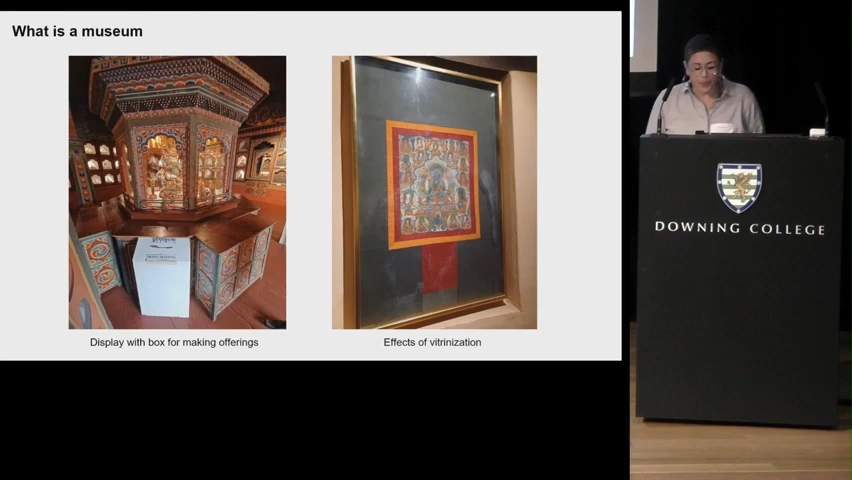 What is a museum
Display with box for making offerings
Effects of vitrinization
DOWNING COLLEGE